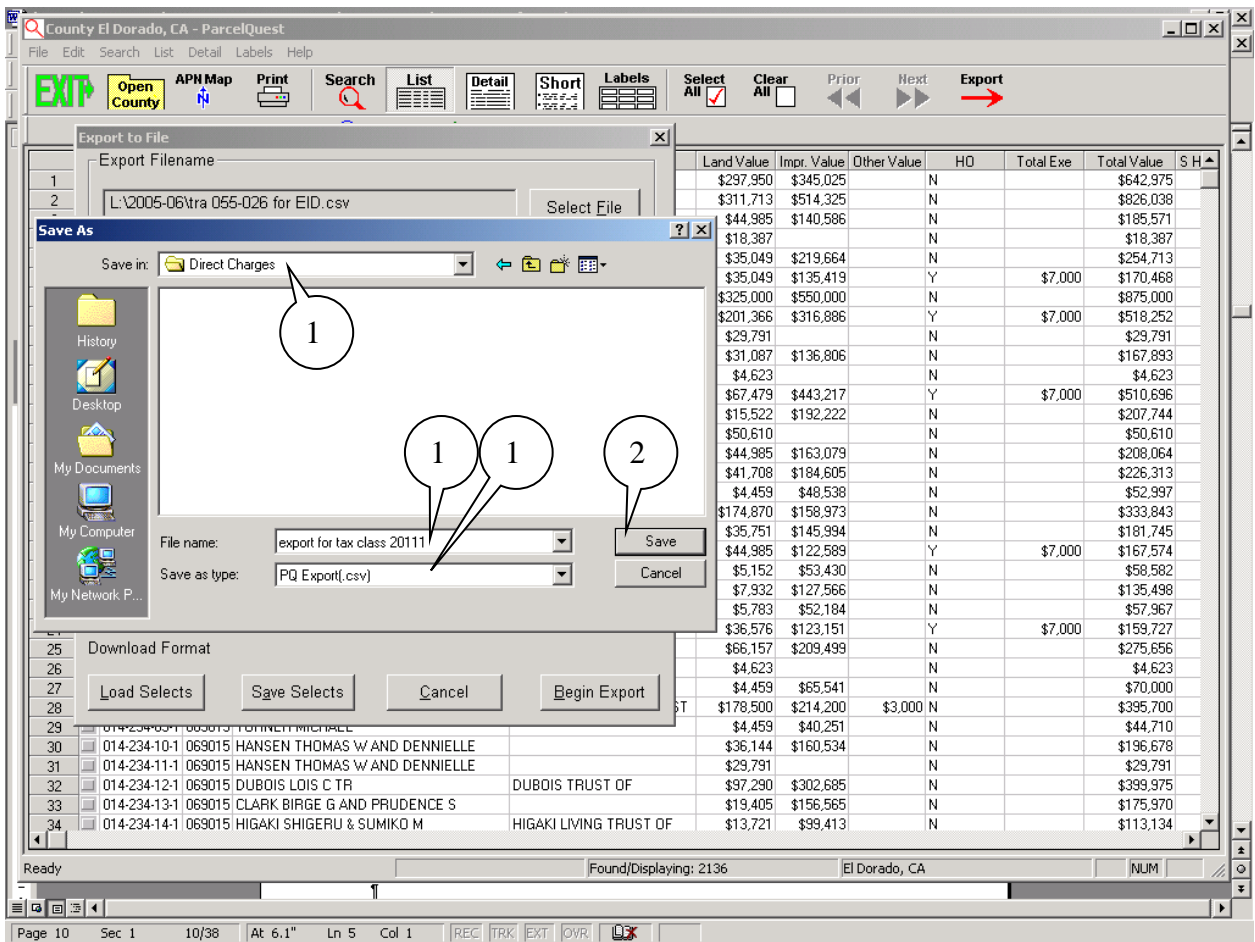 County El Dorado, CA - ParcelQuest
File Edit Search List Detail Labels Help
EXIT Open County APN Map Print Search List Detail Short Labels Select All Clear All Prior Next Export
Export to File
Export Filename
L:\2005-06\tra 055-026 for EID.csv Select File
Save As
Save in: Direct Charges
1
History
Desktop
My Documents
My Computer
My Network P...
1 1 2
File name: export for tax class 20111 Save
Save as type: PQ Export(.csv) Cancel
Download Format
Load Selects Save Selects Cancel Begin Export
Land Value Impr. Value Other Value HO Total Exe Total Value S H
1 $297,950 $345,025 N $642,975
2 $311,713 $514,325 N $826,038
$44,985 $140,586 N $185,571
$18,387 N $18,387
$35,049 $219,664 N $254,713
$35,049 $135,419 Y $7,000 $170,468
$325,000 $550,000 N $875,000
$201,366 $316,886 Y $7,000 $518,252
$29,791 N $29,791
$31,087 $136,806 N $167,893
$4,623 N $4,623
$67,479 $443,217 Y $7,000 $510,696
$15,522 $192,222 N $207,744
$50,610 N $50,610
$44,985 $163,079 N $208,064
$41,708 $184,605 N $226,313
$4,459 $48,538 N $52,997
$174,870 $158,973 N $333,843
$35,751 $145,994 N $181,745
$44,985 $122,589 Y $7,000 $167,574
$5,152 $53,430 N $58,582
$7,932 $127,566 N $135,498
$5,783 $52,184 N $57,967
$36,576 $123,151 Y $7,000 $159,727
25 $66,157 $209,499 N $275,656
26 $4,623 N $4,623
27 $4,459 $65,541 N $70,000
28 ST $178,500 $214,200 $3,000 N $395,700
29 $4,459 $40,251 N $44,710
30 014-234-10-1 069015 HANSEN THOMAS W AND DENNIELLE $36,144 $160,534 N $196,678
31 014-234-11-1 069015 HANSEN THOMAS W AND DENNIELLE $29,791 N $29,791
32 014-234-12-1 069015 DUBOIS LOIS C TR DUBOIS TRUST OF $97,290 $302,685 N $399,975
33 014-234-13-1 069015 CLARK BIRGE G AND PRUDENCE S $19,405 $156,565 N $175,970
34 014-234-14-1 069015 HIGAKI SHIGERU & SUMIKO M HIGAKI LIVING TRUST OF $13,721 $99,413 N $113,134
Ready Found/Displaying: 2136 El Dorado, CA NUM
Page 10 Sec 1 10/38 At 6.1" Ln 5 Col 1 REC TRK EXT OVR